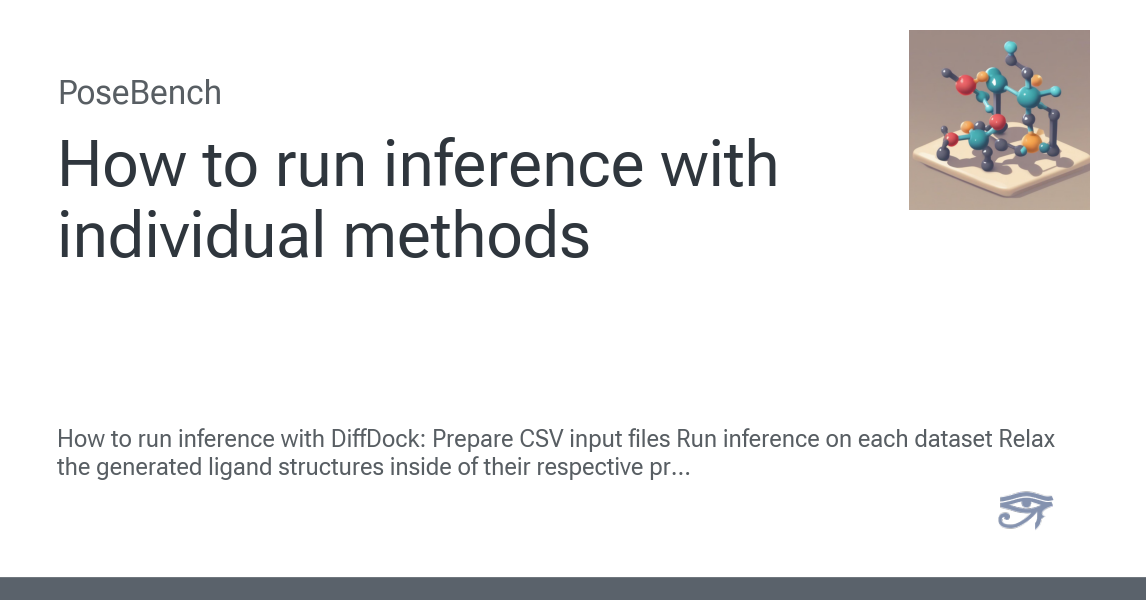 PoseBench
How to run inference with
individual methods
How to run inference with DiffDock: Prepare CSV input files Run inference on each dataset Relax
the generated ligand structures inside of their respective pr...